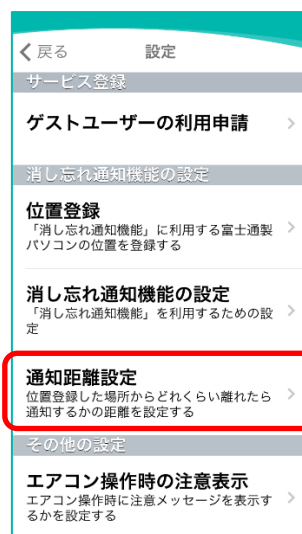 戻る 設定
サービス登録
ゲストユーザーの利用申請
消し忘れ通知機能の設定
位置登録
「消し忘れ通知機能」に利用する富士通製
パソコンの位置を登録する
消し忘れ通知機能の設定
「消し忘れ通知機能」を利用するための設
定
通知距離設定
位置登録した場所からどれくらい離れたら
通知するかの距離を設定する
その他の設定
エアコン操作時の注意表示
エアコン操作時に注意メッセージを表示す
るかを設定する